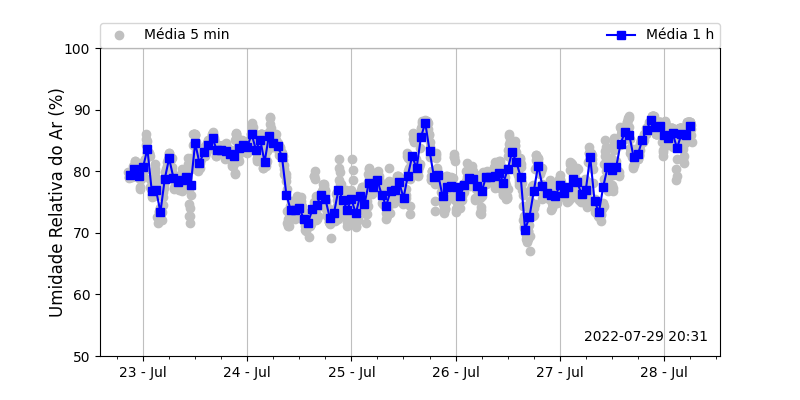 Média 5 min
Média 1 h
100
90
80
70
60
50
Umidade Relativa do Ar (%)
2022-07-29 20:31
23 - Jul
24 - Jul
25 - Jul
26 - Jul
27 - Jul
28 - Jul